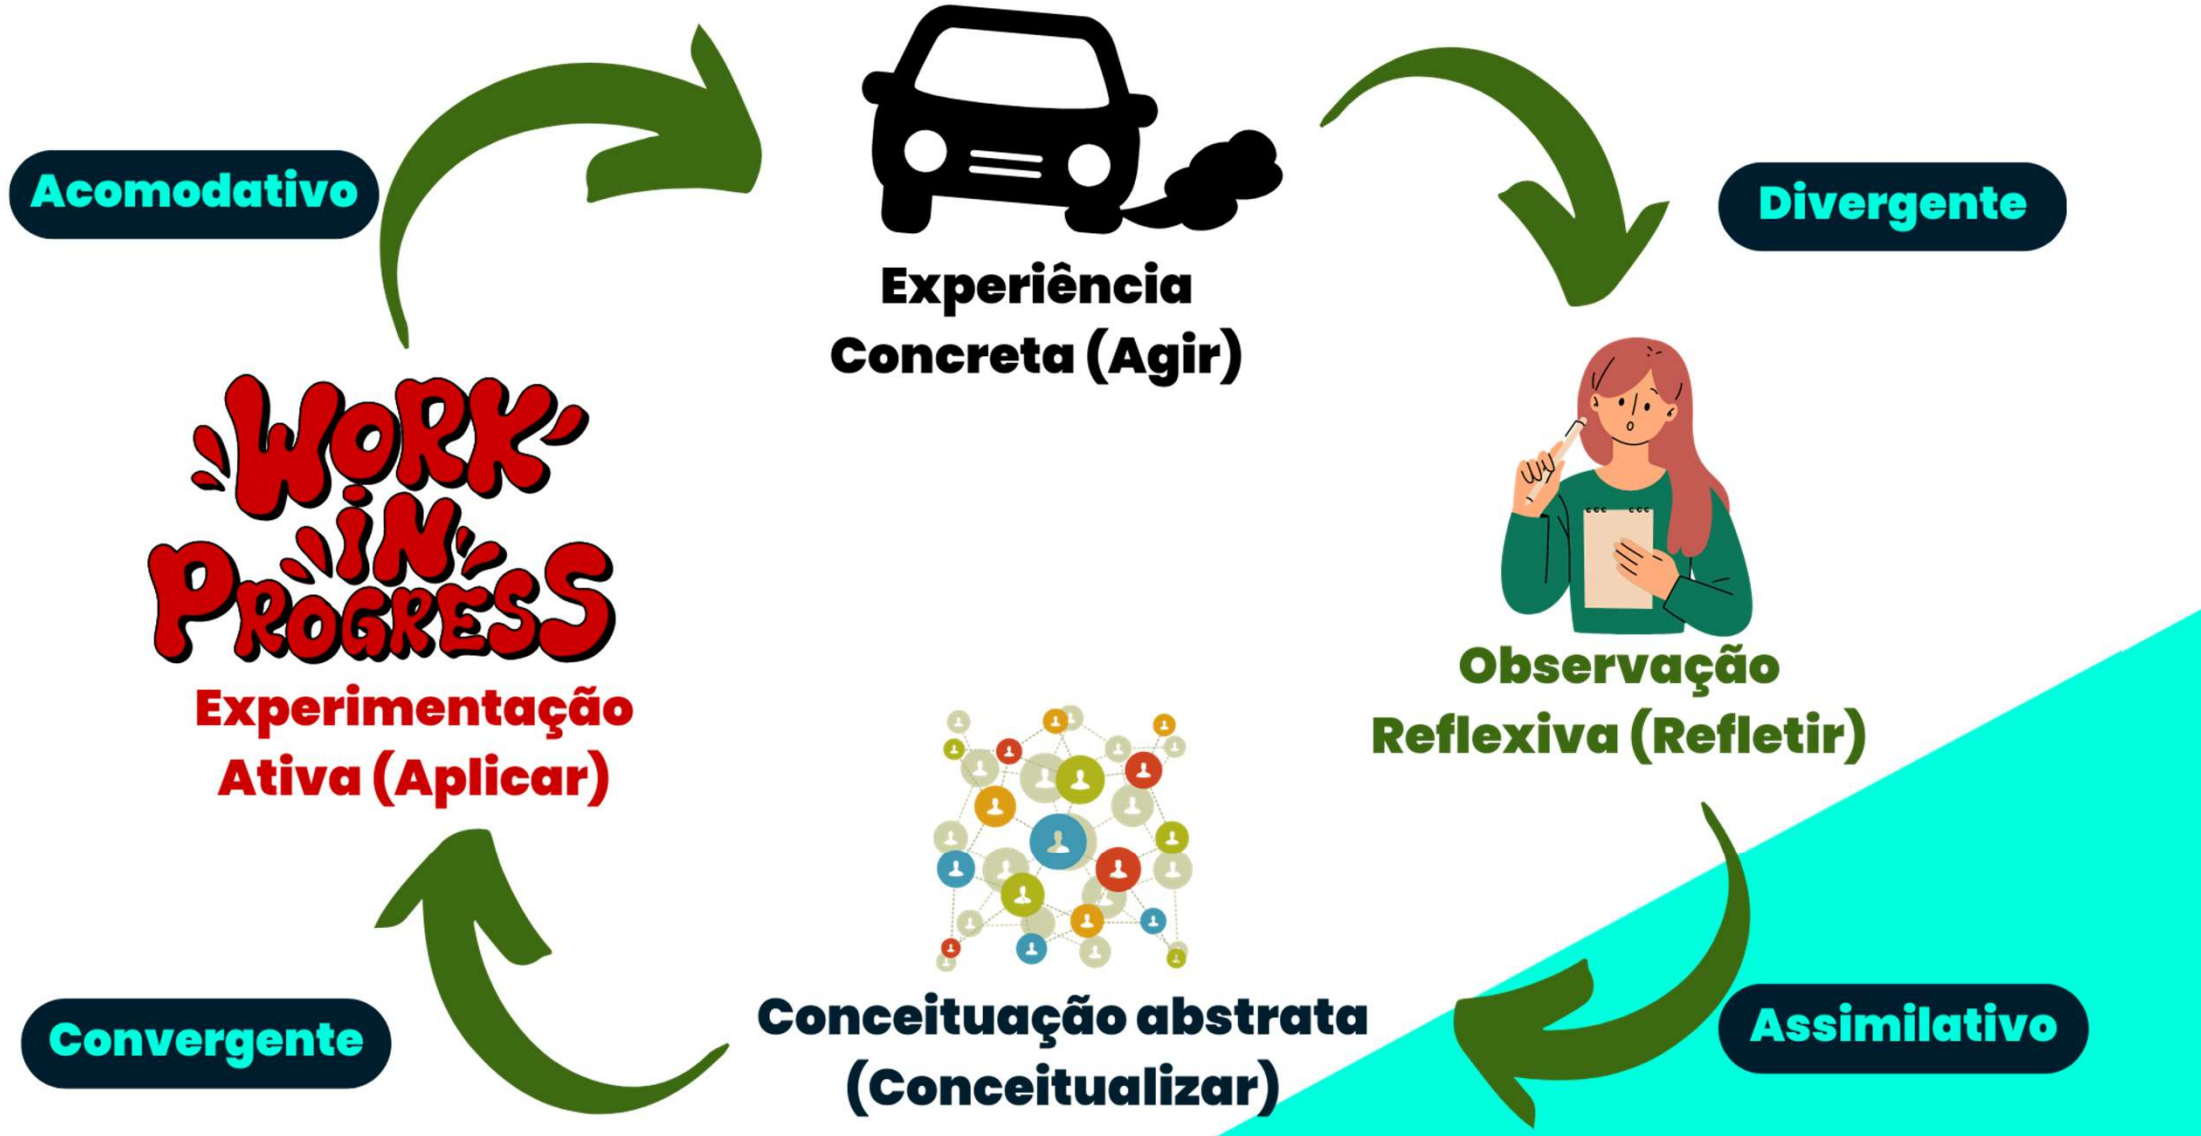 Acomodativo
Divergente
Experiência
Concreta (Agir)
WORK
IN
PROGRESS
Observação
Reflexiva (Refletir)
Experimentação
Ativa (Aplicar)
Conceituação abstrata
(Conceitualizar)
Convergente
Assimilativo